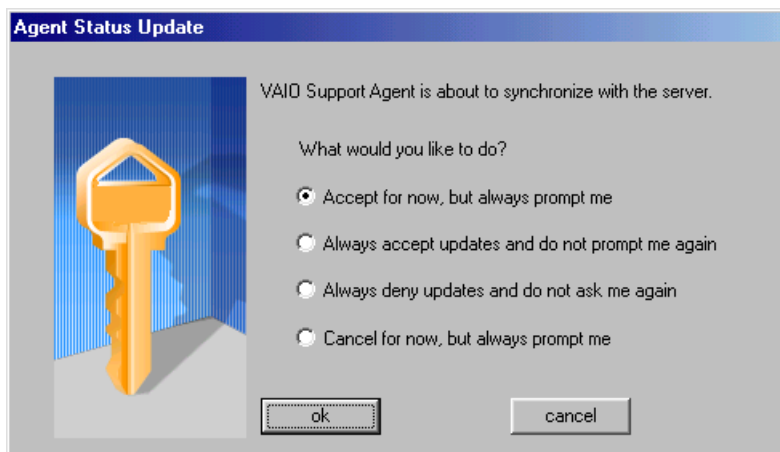 Agent Status Update
VAIO Support Agent is about to synchronize with the server.
What would you like to do?
Accept for now, but always prompt me
Always accept updates and do not prompt me again
Always deny updates and do not ask me again
Cancel for now, but always prompt me
ok
cancel